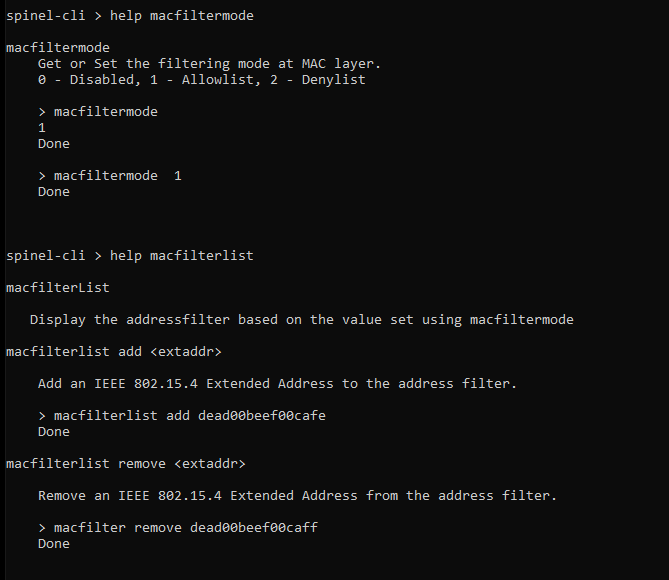 spinel-cli > help macfiltermode
macfiltermode
Get or Set the filtering mode at MAC layer.
0 - Disabled, 1 - Allowlist, 2 - Denylist
> macfiltermode
1
Done
> macfiltermode  1
Done
spinel-cli > help macfilterlist
macfilterList
Display the addressfilter based on the value set using macfiltermode
macfilterlist add <extaddr>
Add an IEEE 802.15.4 Extended Address to the address filter.
> macfilterlist add dead00beef00cafe
Done
macfilterlist remove <extaddr>
Remove an IEEE 802.15.4 Extended Address from the address filter.
> macfilter remove dead00beef00caff
Done